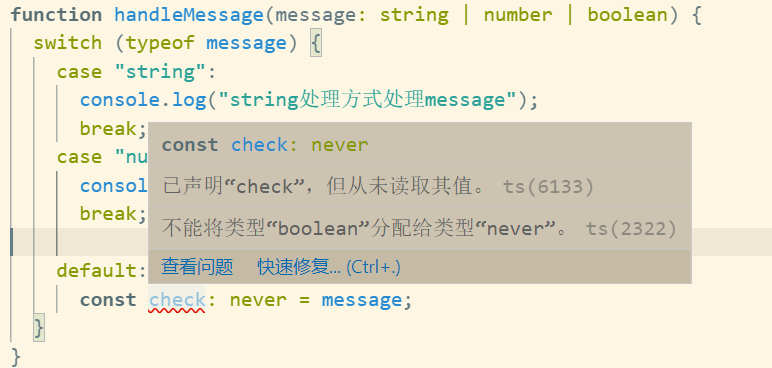 function handleMessage(message: string | number | boolean) {
switch (typeof message) {
case "string":
console.log("string处理方式处理message");
break;
const check: never
case "nu
已声明“check”，但从未读取其值。 ts(6133)
consol
break;
不能将类型“boolean”分配给类型“never”。 ts(2322)
查看问题 快速修复... (Ctrl+.)
default:
const check: never = message;
}
}